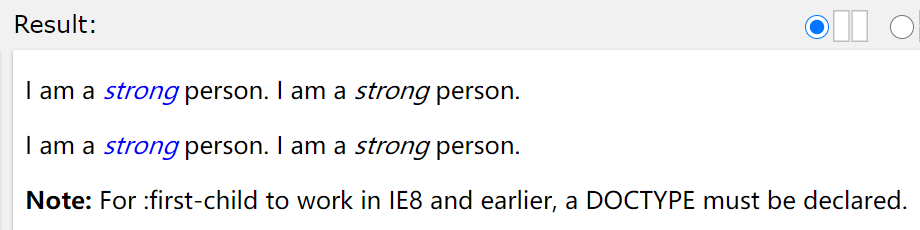 Result:
I am a strong person. I am a strong person.
I am a strong person. I am a strong person.
Note: For :first-child to work in IE8 and earlier, a DOCTYPE must be declared.